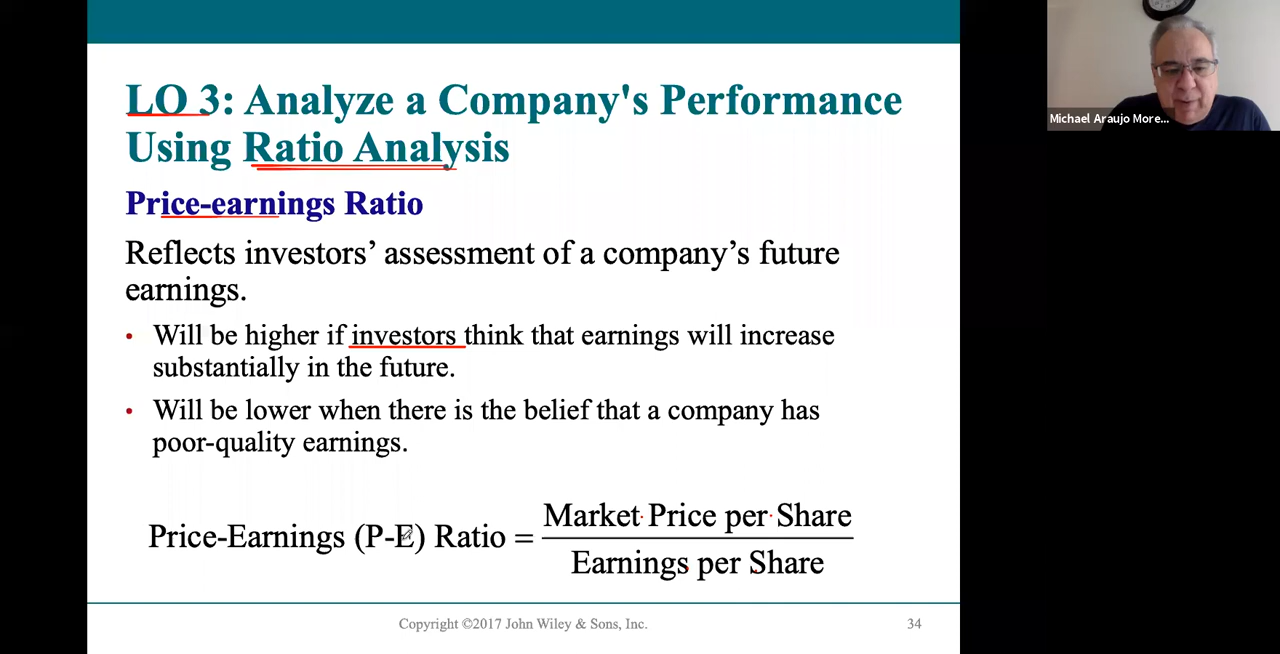 LO 3: Analyze a Company's Performance
Using Ratio Analysis
Price-earnings Ratio
Reflects investors’ assessment of a company’s future
earnings.
• Will be higher if investors think that earnings will increase
substantially in the future.
• Will be lower when there is the belief that a company has
poor-quality earnings.
Price-Earnings (P-E) Ratio =
Market Price per Share
Earnings per Share
Copyright ©2017 John Wiley & Sons, Inc.
34
Michael Araujo More...